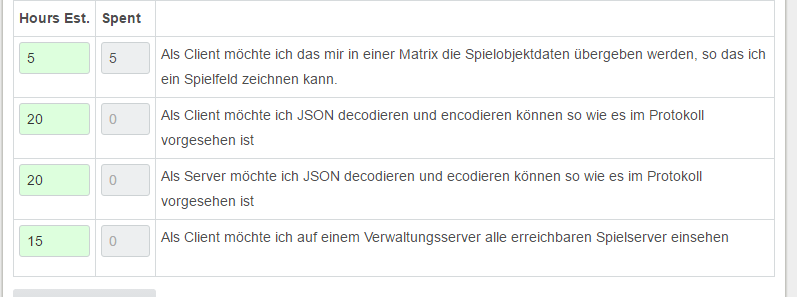 Hours Est. Spent
5 5 Als Client möchte ich das mir in einer Matrix die Spielobjektdaten übergeben werden, so das ich
ein Spielfeld zeichnen kann.
20 0 Als Client möchte ich JSON decodieren und encodieren können so wie es im Protokoll
vorgesehen ist
20 0 Als Server möchte ich JSON decodieren und ecodieren können so wie es im Protokoll
vorgesehen ist
15 0 Als Client möchte ich auf einem Verwaltungsserver alle erreichbaren Spielserver einsehen